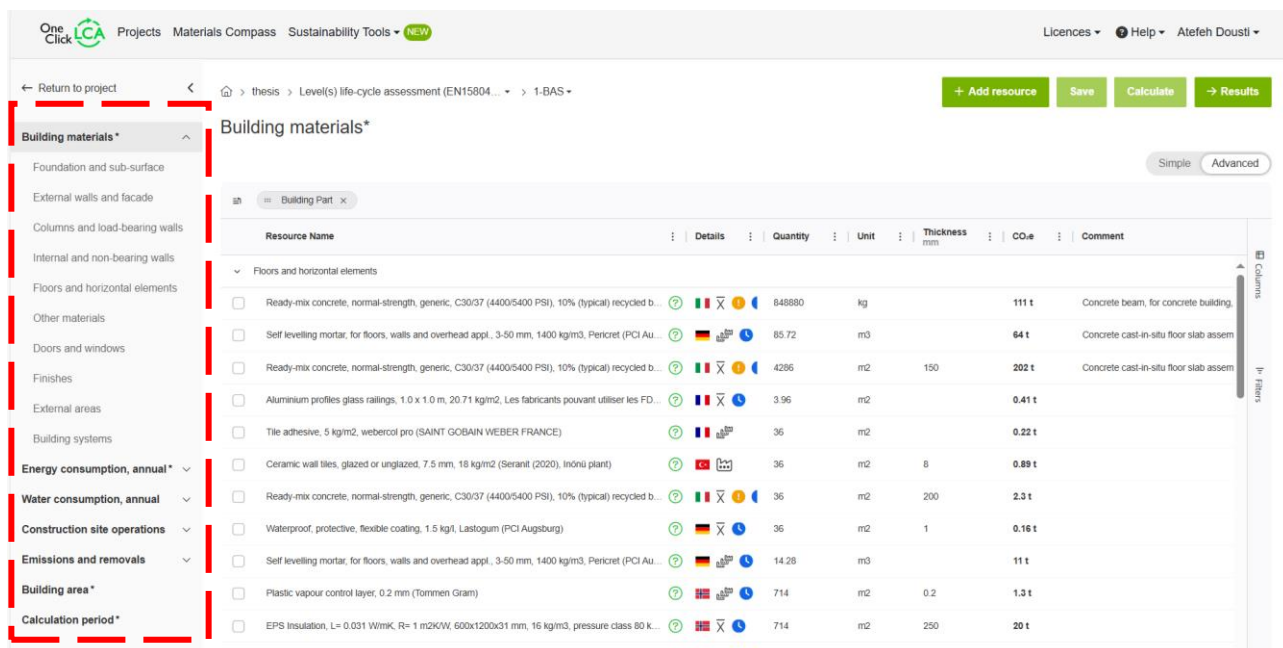 One Click LCA Projects Materials Compass Sustainability Tools NEW Licences Help Atefeh Dousti
← Return to project
thesis > Level(s) life-cycle assessment (EN15804... > 1-BAS
+ Add resource Save Calculate → Results
Building materials*
Simple Advanced
Building materials*
Foundation and sub-surface
External walls and facade
Columns and load-bearing walls
Internal and non-bearing walls
Floors and horizontal elements
Other materials
Doors and windows
Finishes
External areas
Building systems
Energy consumption, annual*
Water consumption, annual
Construction site operations
Emissions and removals
Building area*
Calculation period*
= Building Part ×
Resource Name Details Quantity Unit Thickness mm CO₂e Comment
Floors and horizontal elements
Ready-mix concrete, normal-strength, generic, C30/37 (4400/5400 PSI), 10% (typical) recycled b... 848880 kg 111 t Concrete beam, for concrete building,
Self levelling mortar, for floors, walls and overhead appl., 3-50 mm, 1400 kg/m3, Pericret (PCI Au... 85.72 m3 64 t Concrete cast-in-situ floor slab assem
Ready-mix concrete, normal-strength, generic, C30/37 (4400/5400 PSI), 10% (typical) recycled b... 4286 m2 150 202 t Concrete cast-in-situ floor slab assem
Aluminium profiles glass railings, 1.0 x 1.0 m, 20.71 kg/m2, Les fabricants pouvant utiliser les FD... 3.96 m2 0.41 t
Tile adhesive, 5 kg/m2, webercol pro (SAINT GOBAIN WEBER FRANCE) 36 m2 0.22 t
Ceramic wall tiles, glazed or unglazed, 7.5 mm, 18 kg/m2 (Seranit (2020), Inönü plant) 36 m2 8 0.89 t
Ready-mix concrete, normal-strength, generic, C30/37 (4400/5400 PSI), 10% (typical) recycled b... 36 m2 200 2.3 t
Waterproof, protective, flexible coating, 1.5 kg/l, Lastogum (PCI Augsburg) 36 m2 1 0.16 t
Self levelling mortar, for floors, walls and overhead appl., 3-50 mm, 1400 kg/m3, Pericret (PCI Au... 14.28 m3 11 t
Plastic vapour control layer, 0.2 mm (Tommen Gram) 714 m2 0.2 1.3 t
EPS Insulation, L= 0.031 W/mK, R= 1 m2K/W, 600x1200x31 mm, 16 kg/m3, pressure class 80 k... 714 m2 250 20 t
Columns
Filters